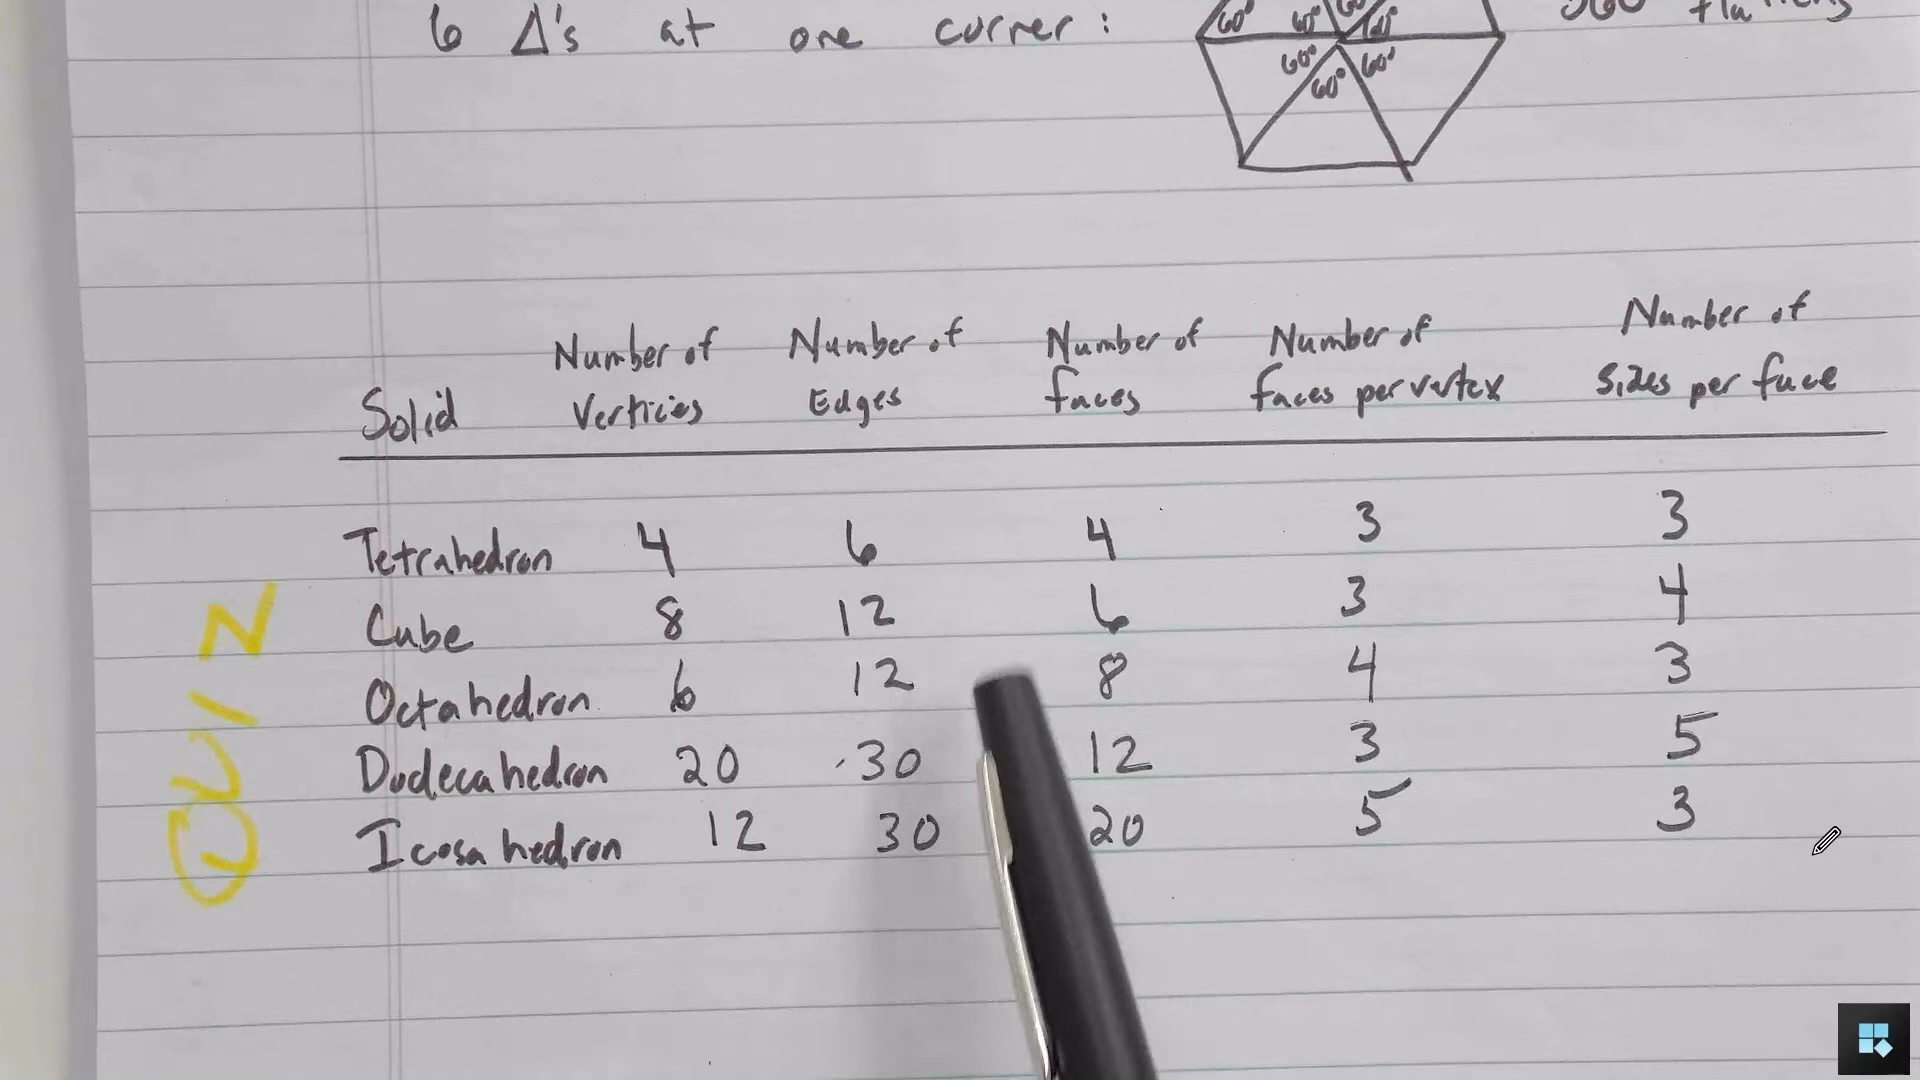 6 Δ's at one corner:
60° 60° 60° 60°
60° 60° 60°
Solid Number of Verticies Number of Edges Number of faces Number of faces per vertex Number of sides per face
Tetrahedron 4 6 4 3 3
Cube 8 12 6 3 4
Octahedron 6 12 8 4 3
Dodecahedron 20 30 12 3 5
Icosahedron 12 30 20 5 3
QUIZ